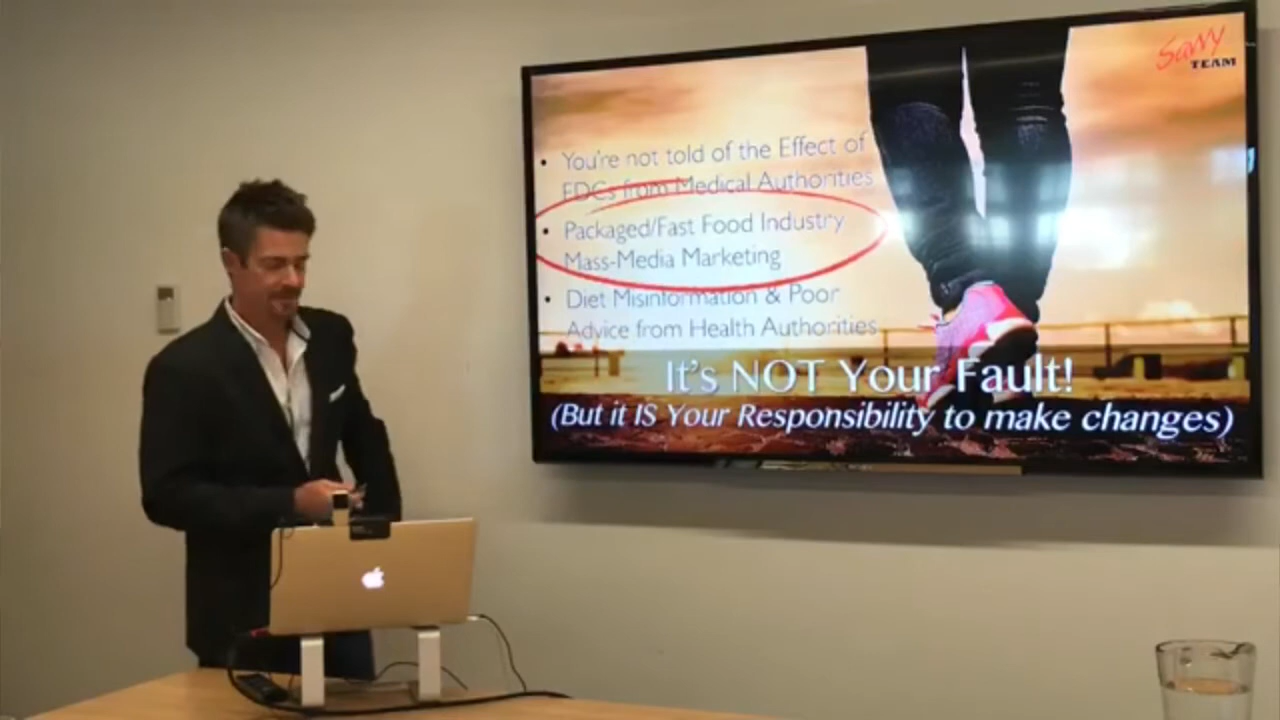 Savvy
TEAM
• You're not told of the Effect of
EDCs from Medical Authorities
• Packaged/Fast Food Industry
Mass-Media Marketing
• Diet Misinformation & Poor
Advice from Health Authorities
It's NOT Your Fault!
(But it IS Your Responsibility to make changes)